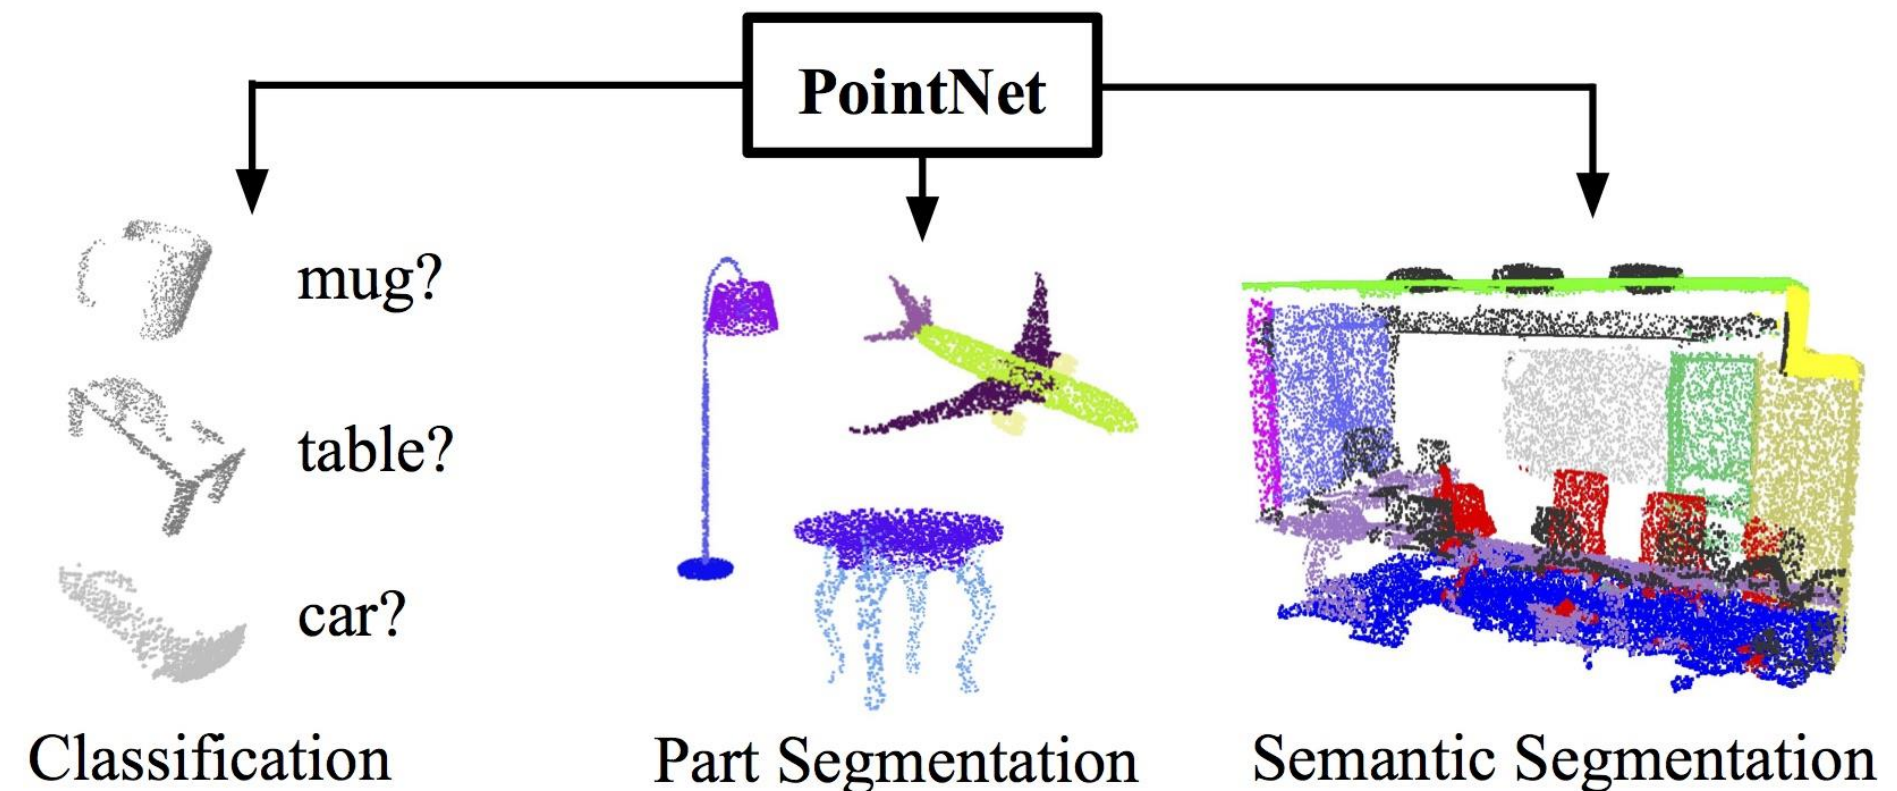 PointNet
mug?
table?
car?
Classification
Part Segmentation
Semantic Segmentation